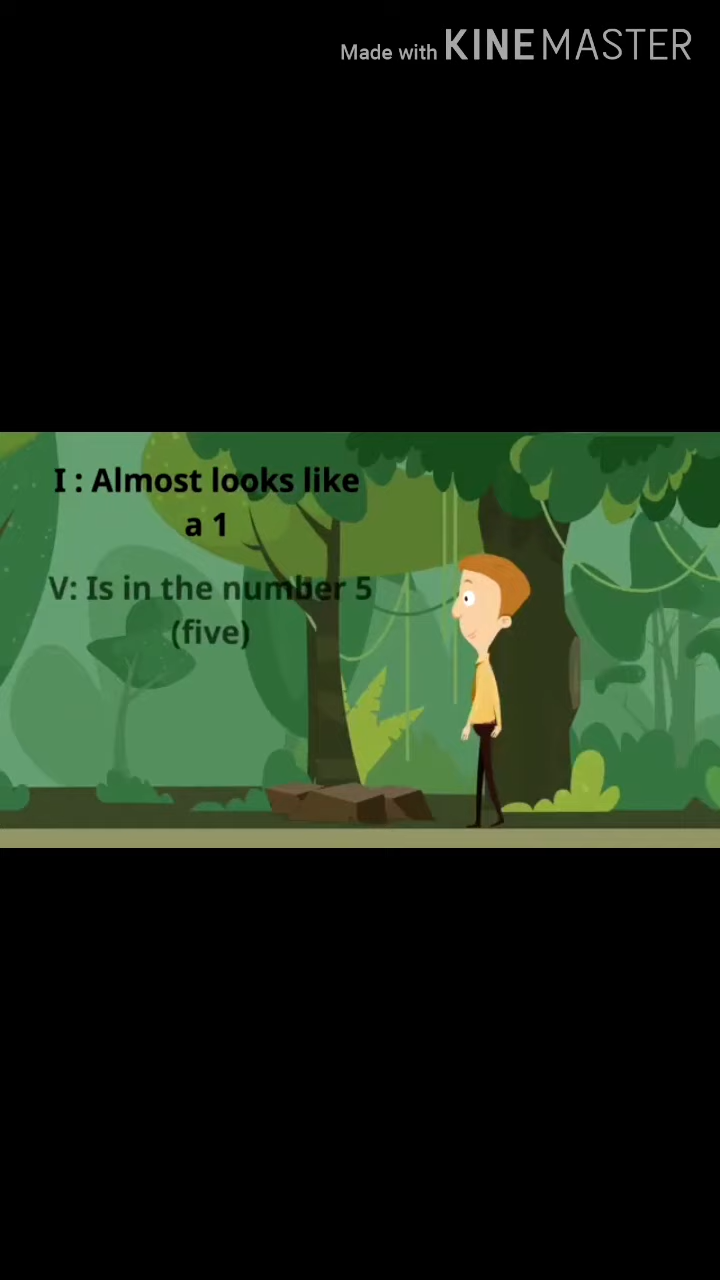 Made with KINEMASTER
I : Almost looks like
a 1
V: Is in the number 5
(five)